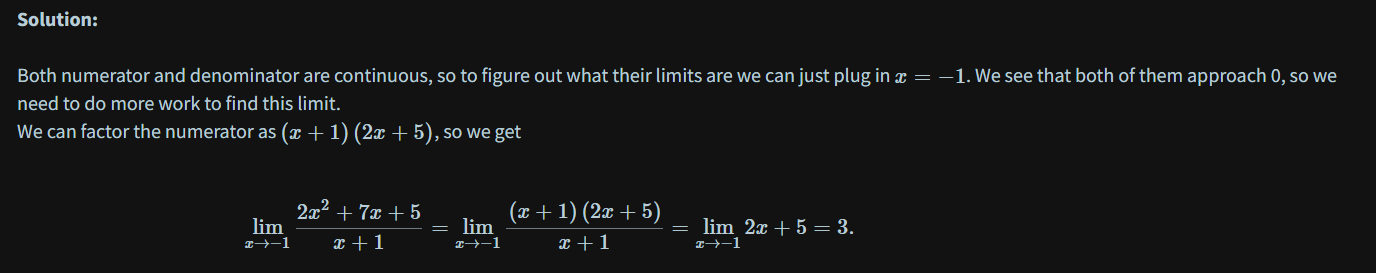 Solution:
Both numerator and denominator are continuous, so to figure out what their limits are we can just plug in x = −1. We see that both of them approach 0, so we
need to do more work to find this limit.
We can factor the numerator as (x + 1) (2x + 5), so we get
lim_{x→−1} \frac{2x² + 7x + 5}{x + 1} = lim_{x→−1} \frac{(x + 1) (2x + 5)}{x + 1} = lim_{x→−1} 2x + 5 = 3.